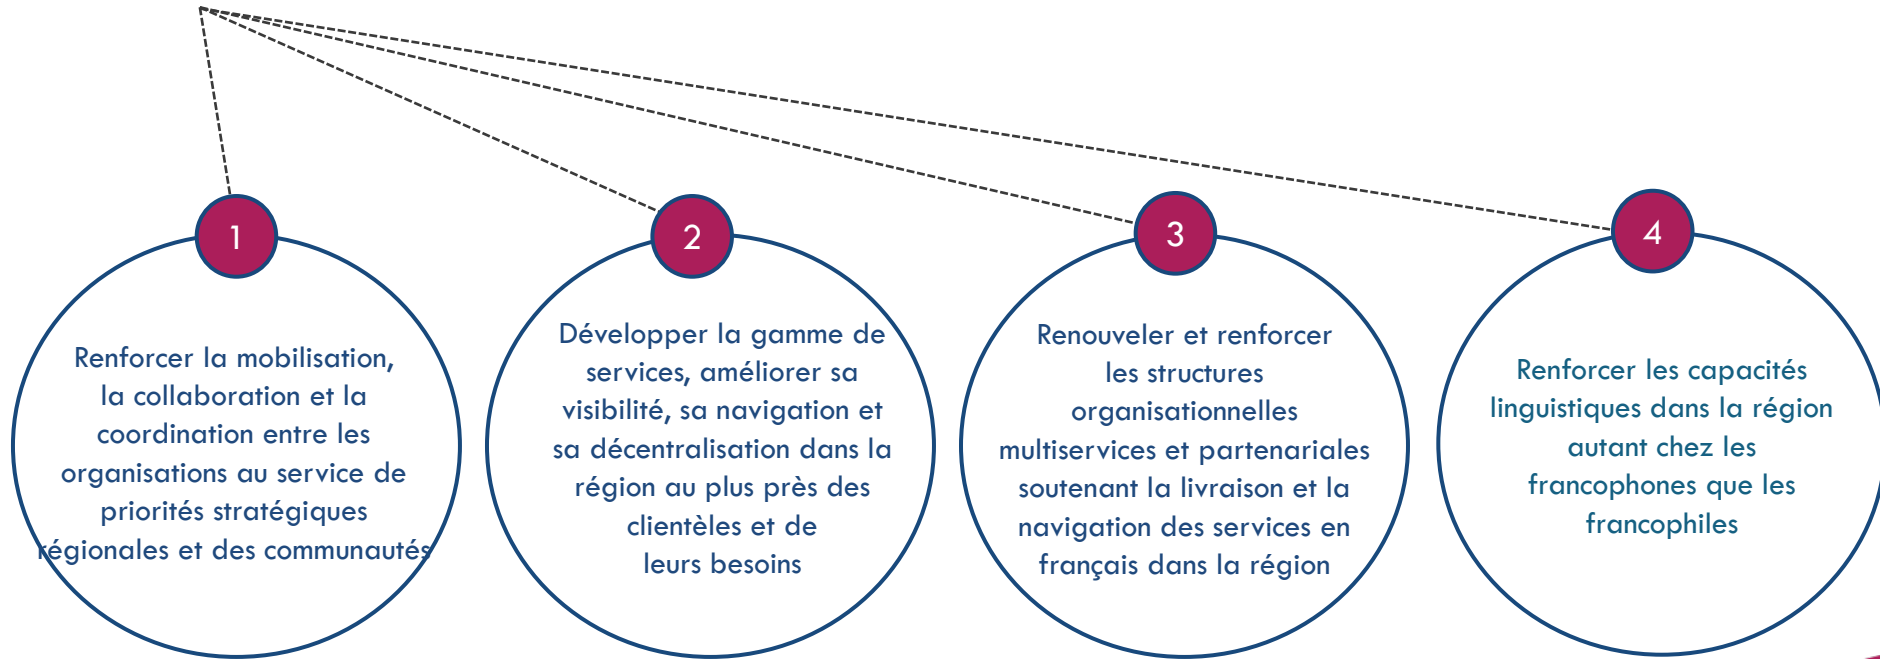 1
Renforcer la mobilisation,
la collaboration et la
coordination entre les
organisations au service de
priorités stratégiques
régionales et des communautés
2
Développer la gamme de
services, améliorer sa
visibilité, sa navigation et
sa décentralisation dans la
région au plus près des
clientèles et de
leurs besoins
3
Renouveler et renforcer
les structures
organisationnelles
multiservices et partenariales
soutenant la livraison et la
navigation des services en
français dans la région
4
Renforcer les capacités
linguistiques dans la région
autant chez les
francophones que les
francophiles